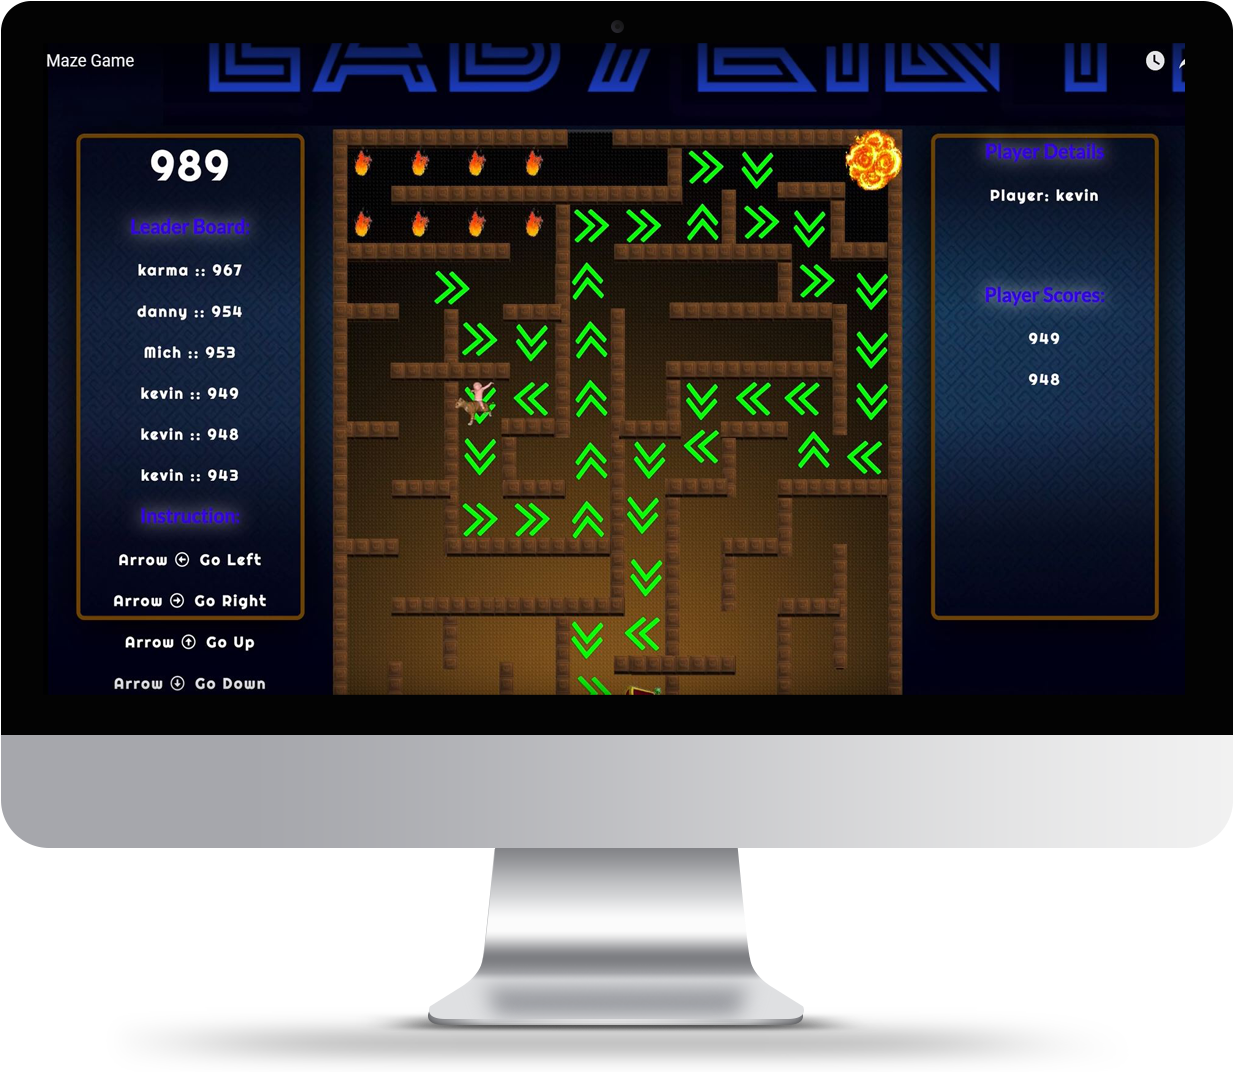 Maze Game
989
Leader Board:
karma :: 967
danny :: 954
Mich :: 953
kevin :: 949
kevin :: 948
kevin :: 943
Instruction:
Arrow ← Go Left
Arrow → Go Right
Arrow ↑ Go Up
Arrow ↓ Go Down
Player Details
Player: kevin
Player Scores:
949
948